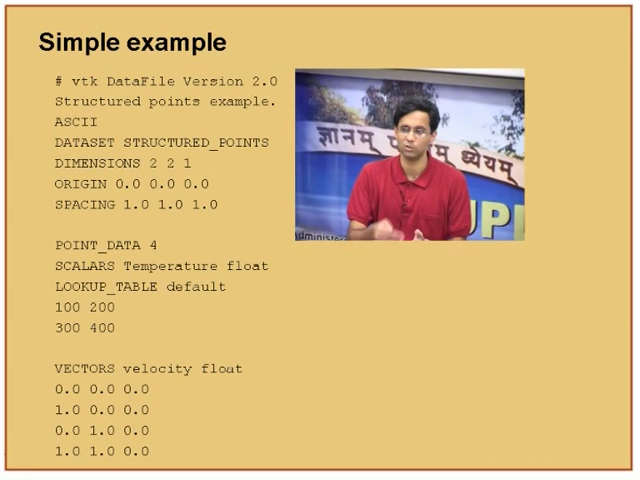 Simple example
# vtk DataFile Version 2.0
Structured points example.
ASCII
DATASET STRUCTURED_POINTS
DIMENSIONS 2 2 1
ORIGIN 0.0 0.0 0.0
SPACING 1.0 1.0 1.0
POINT_DATA 4
SCALARS Temperature float
LOOKUP_TABLE default
100 200
300 400
VECTORS velocity float
0.0 0.0 0.0
1.0 0.0 0.0
0.0 1.0 0.0
1.0 1.0 0.0
ज्ञानम् ध्येयम्